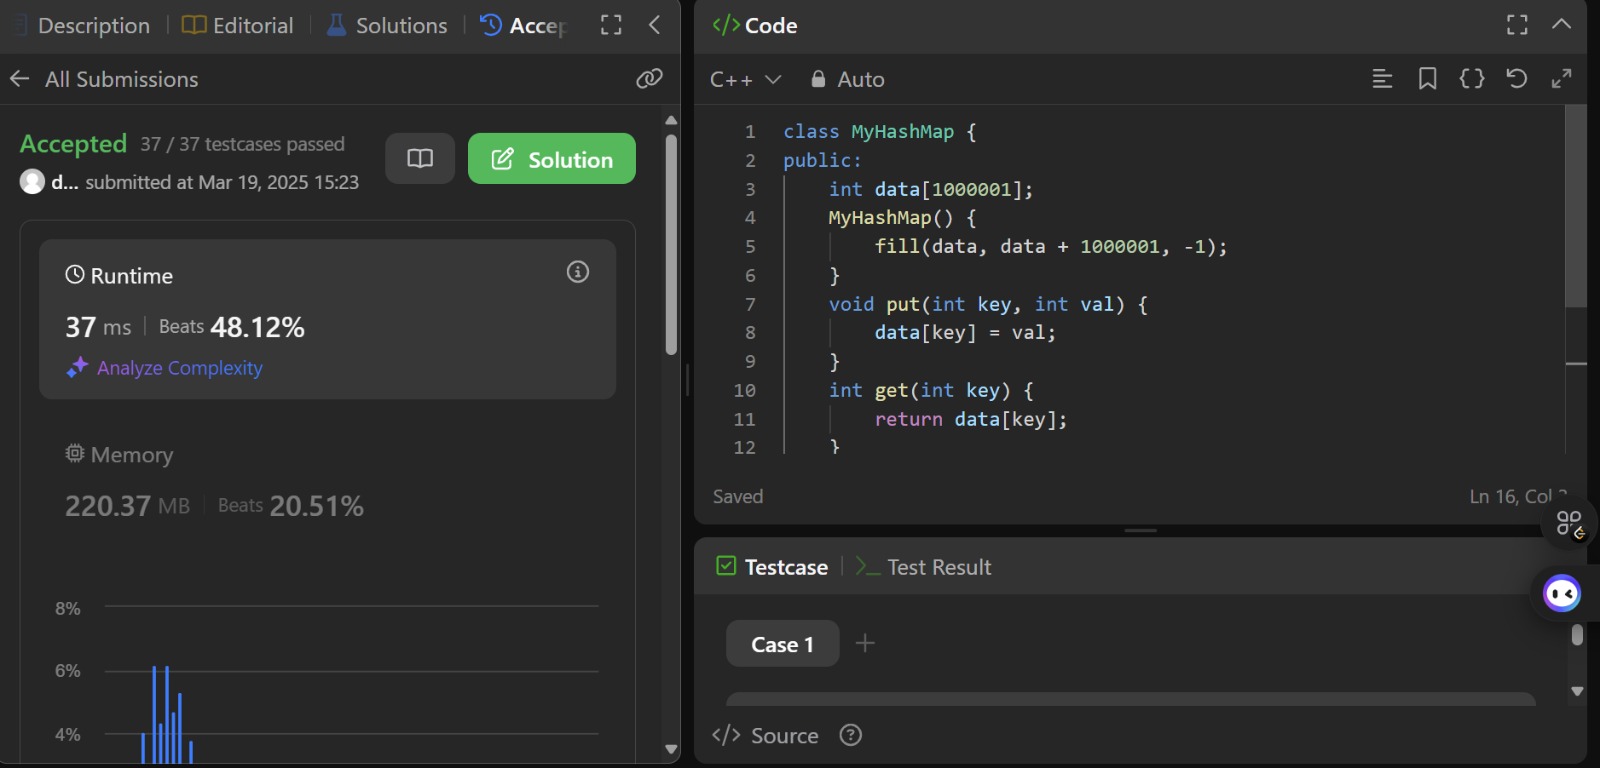 Description Editorial Solutions Accep
All Submissions
Accepted 37 / 37 testcases passed
d... submitted at Mar 19, 2025 15:23
Solution
Runtime
37 ms Beats 48.12%
Analyze Complexity
Memory
220.37 MB Beats 20.51%
8%
6%
4%
</> Code
C++ Auto
1 class MyHashMap {
2 public:
3 int data[1000001];
4 MyHashMap() {
5 fill(data, data + 1000001, -1);
6 }
7 void put(int key, int val) {
8 data[key] = val;
9 }
10 int get(int key) {
11 return data[key];
12 }
Saved Ln 16, Col
Testcase Test Result
Case 1 +
</> Source ?